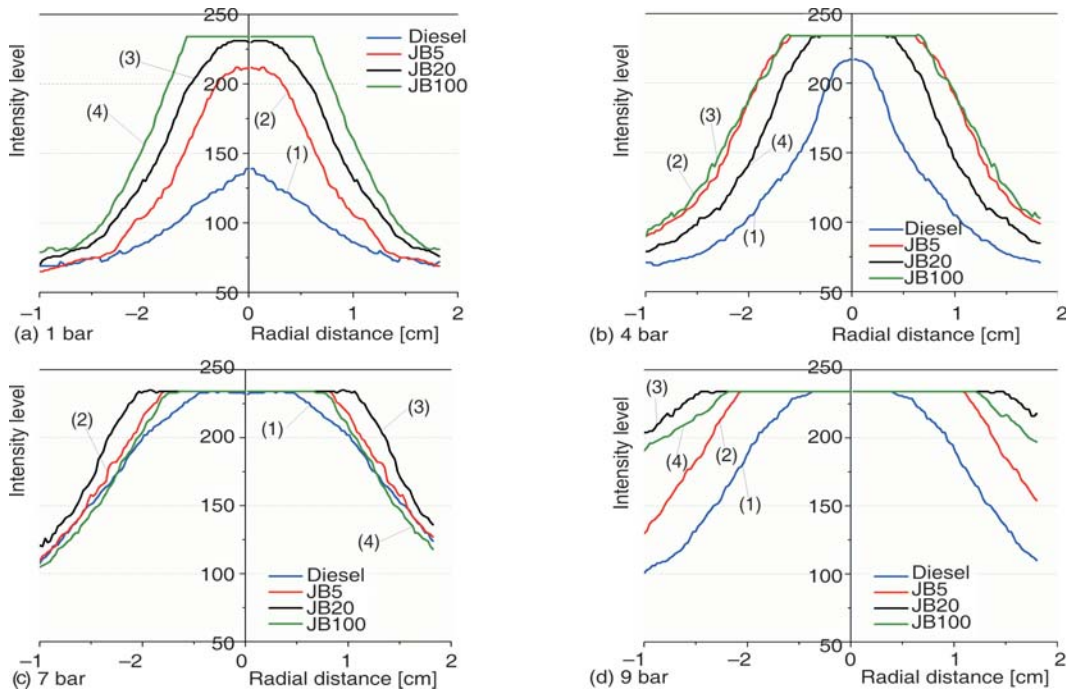 250
Intensity level
200
150
100
50
(3)
(4)
(2)
(1)
Diesel
JB5
JB20
JB100
−1
−2
0
1
2
(a) 1 bar
Radial distance [cm]
250
Intensity level
200
150
100
50
(3)
(2)
(4)
(1)
Diesel
JB5
JB20
JB100
−1
−2
0
1
2
(b) 4 bar
Radial distance [cm]
250
Intensity level
200
150
100
50
(2)
(1)
(3)
(4)
Diesel
JB5
JB20
JB100
−1
−2
0
1
2
(c) 7 bar
Radial distance [cm]
250
Intensity level
200
150
100
50
(3)
(4)
(2)
(1)
Diesel
JB5
JB20
JB100
−1
−2
0
1
2
(d) 9 bar
Radial distance [cm]